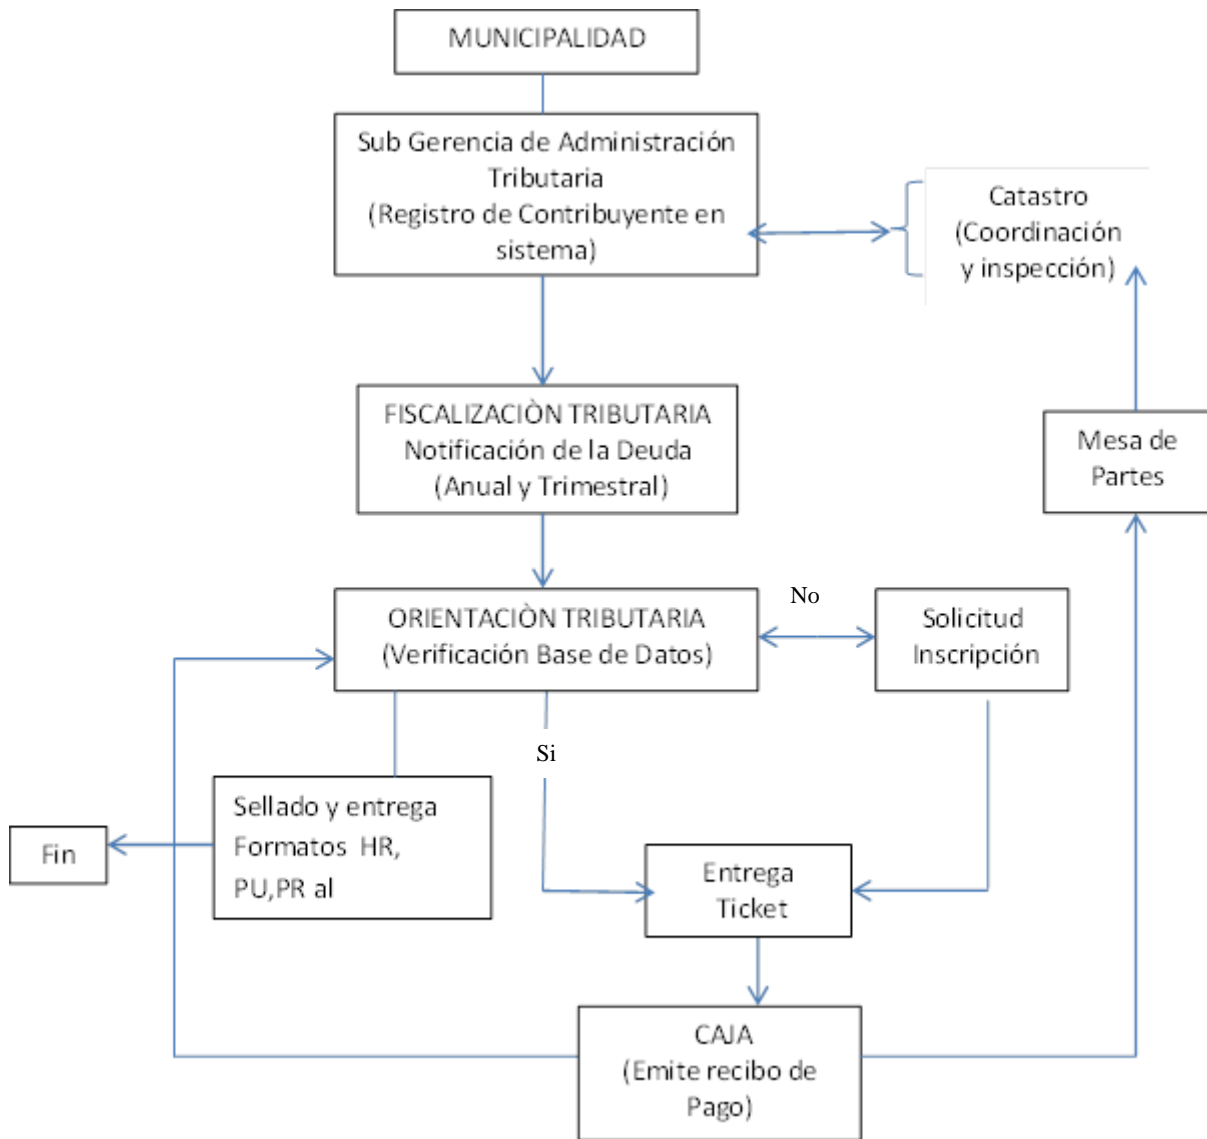 MUNICIPALIDAD
Sub Gerencia de Administración
Tributaria
(Registro de Contribuyente en
sistema)
Catastro
(Coordinación
y inspección)
FISCALIZACIÒN TRIBUTARIA
Notificación de la Deuda
(Anual y Trimestral)
Mesa de
Partes
ORIENTACIÒN TRIBUTARIA
(Verificación Base de Datos)
No
Solicitud
Inscripción
Si
Sellado y entrega
Formatos HR,
PU,PR al
Fin
Entrega
Ticket
CAJA
(Emite recibo de
Pago)